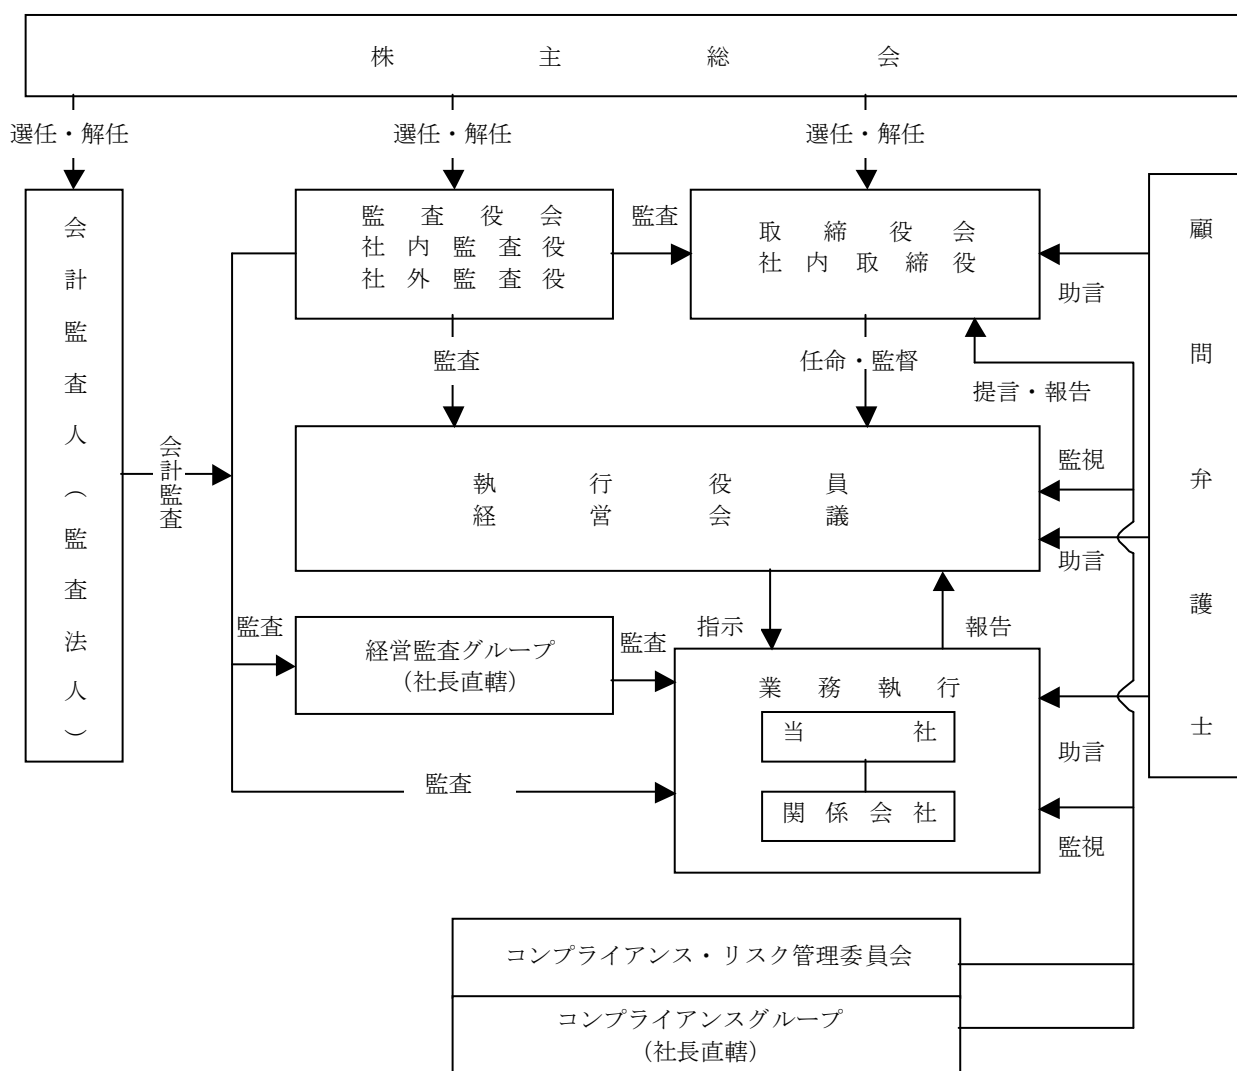 株主総会
選任・解任
選任・解任
選任・解任
会計監査人（監査法人）
監査役会
社内監査役
社外監査役
監査
取締役会
社内取締役
顧問弁護士
助言
監査
任命・監督
提言・報告
会計監査
執行役員
経営会議
監視
助言
監査
経営監査グループ
（社長直轄）
監査
指示
報告
業務執行
当社
関係会社
助言
監視
監査
コンプライアンス・リスク管理委員会
コンプライアンスグループ
（社長直轄）